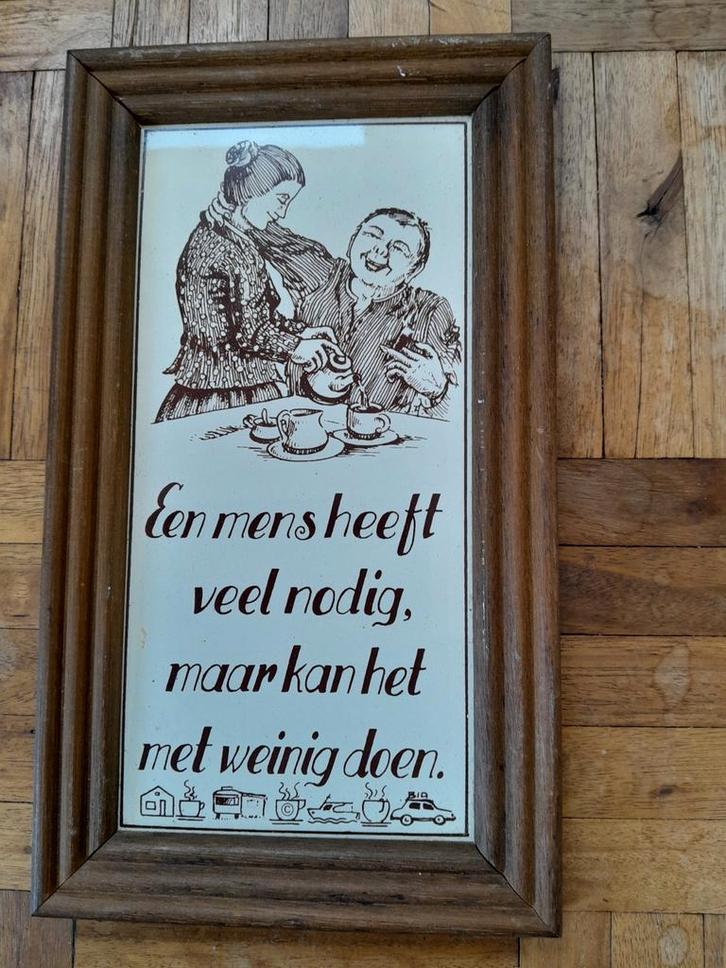 Een mens heeft
veel nodig,
maar kan het
met weinig doen.
©